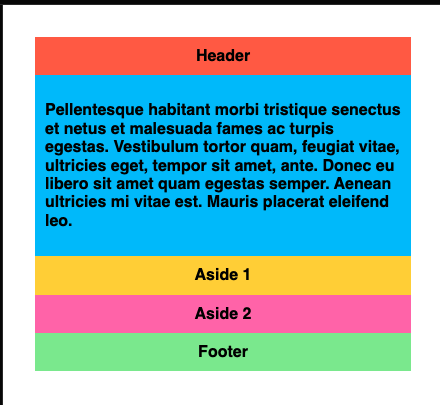 Header
Pellentesque habitant morbi tristique senectus
et netus et malesuada fames ac turpis
egestas. Vestibulum tortor quam, feugiat vitae,
ultricies eget, tempor sit amet, ante. Donec eu
libero sit amet quam egestas semper. Aenean
ultricies mi vitae est. Mauris placerat eleifend
leo.
Aside 1
Aside 2
Footer